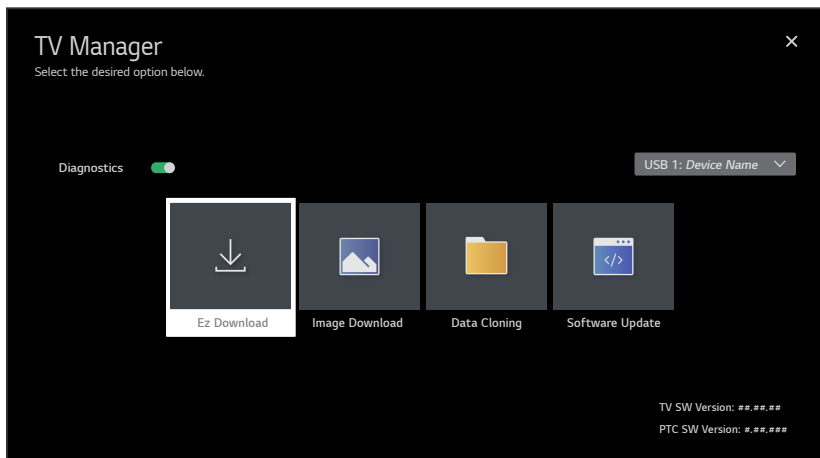 TV Manager
Select the desired option below.
Diagnostics
USB 1: Device Name
Ez Download
Image Download
Data Cloning
</>
Software Update
TV SW Version: ##.##.##
PTC SW Version: #.##.###